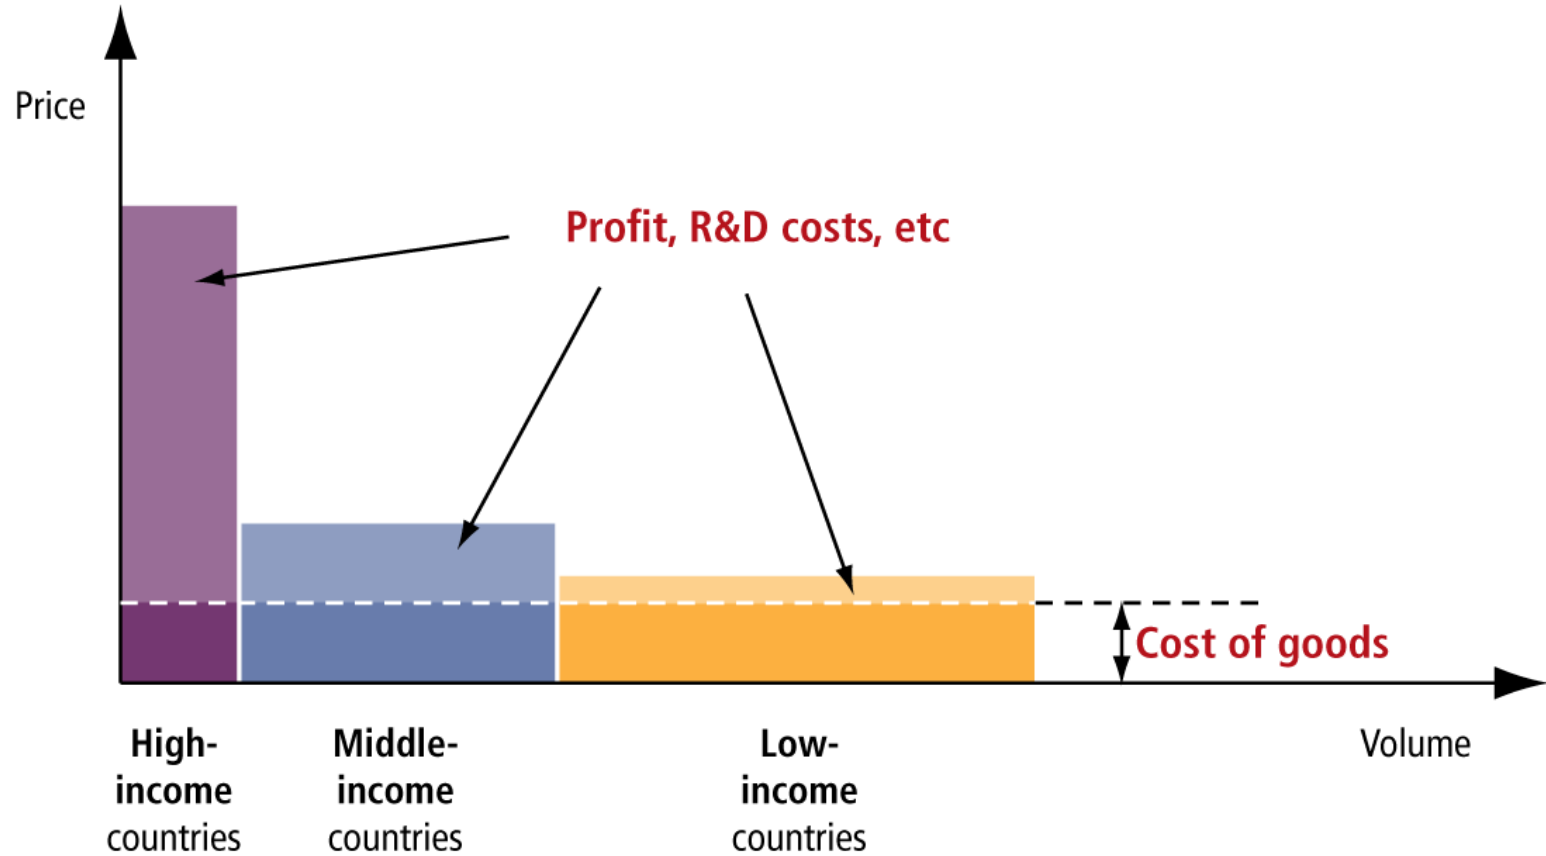 Price
Profit, R&D costs, etc
Cost of goods
High-
income
countries
Middle-
income
countries
Low-
income
countries
Volume